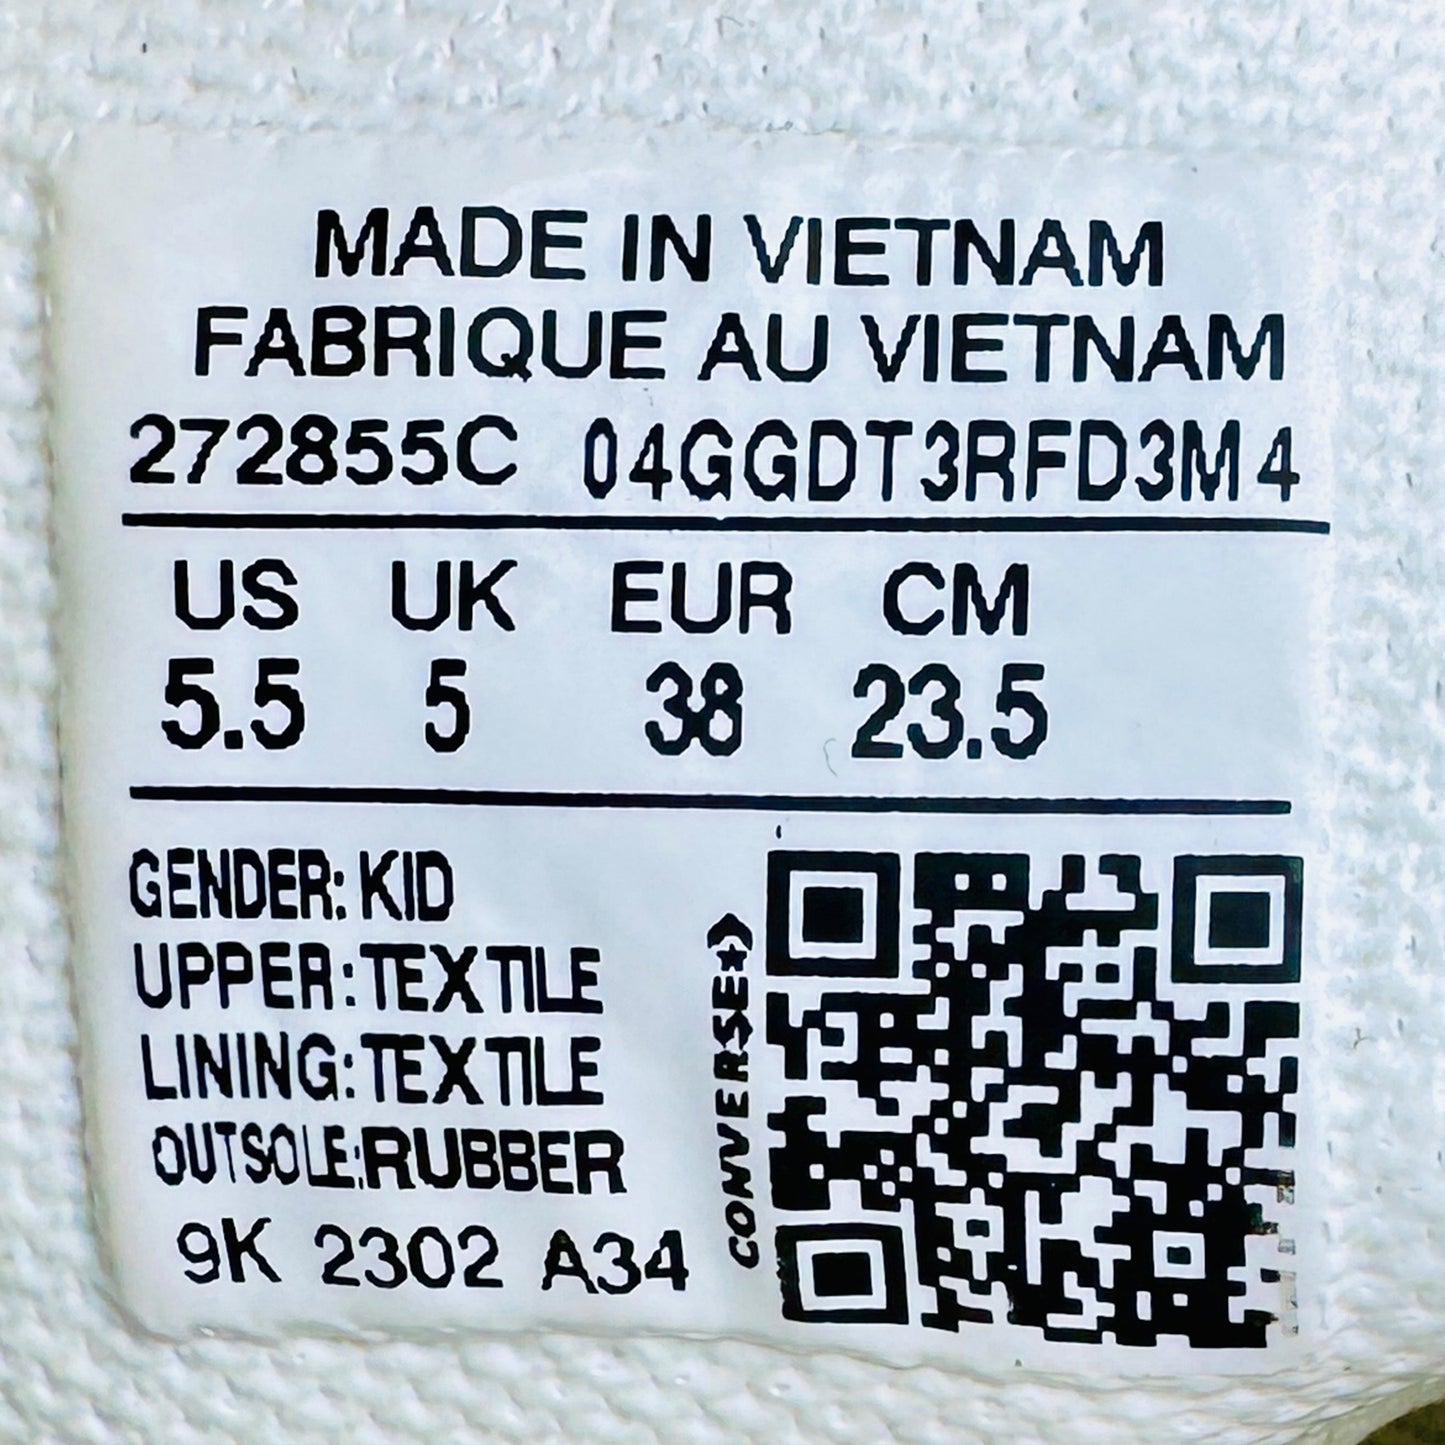 MADE IN VIETNAM
FABRIQUE AU VIETNAM
272855C 04GGDT3RFD3M4
US UK EUR CM
5.5 5 38 23.5
GENDER: KID
UPPER: TEXTILE
LINING: TEXTILE
OUTSOLE: RUBBER
9K 2302 A34
CONVERSE